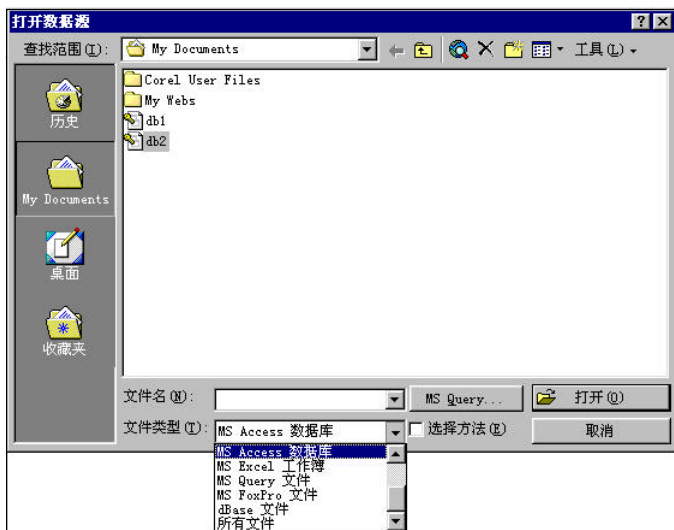 打开数据源
查找范围(I): My Documents 工具(L)
Corel User Files
My Webs
db1
db2
历史
My Documents
桌面
收藏夹
文件名(N): MS Query... 打开(O)
文件类型(T): MS Access 数据库 选择方法(E) 取消
MS Access 数据库
MS Excel 工作簿
MS Query 文件
MS FoxPro 文件
dBase 文件
所有文件